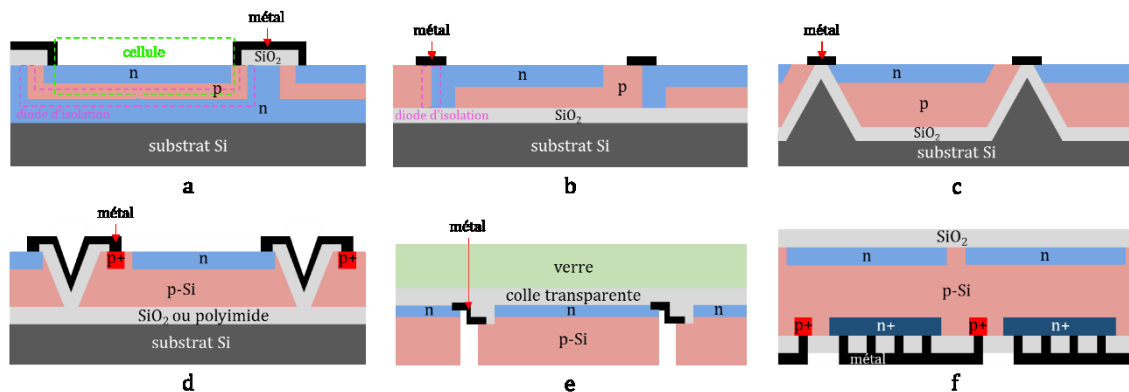 métal
cellule
SiO₂
n
p
n
diode d'isolation
substrat Si
a
métal
n
p
diode d'isolation
SiO₂
substrat Si
b
métal
n
p
SiO₂
substrat Si
c
métal
p+
n
p+
p-Si
SiO₂ ou polyimide
substrat Si
d
métal
verre
colle transparente
n
n
n
p-Si
e
SiO₂
n
n
p-Si
p+
n+
p+
n+
métal
f